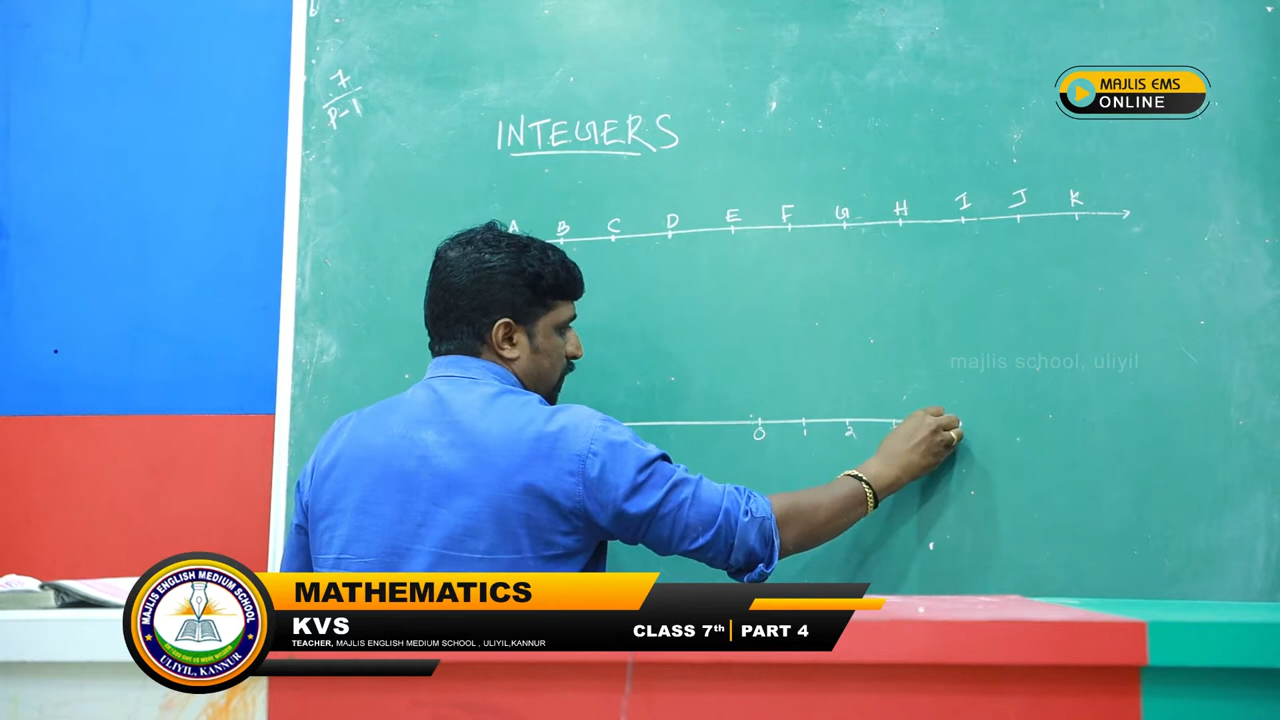 7
P-1
INTEGERS
MAJLIS EMS
ONLINE
A B C D E F G H I J K
majlis school, uliyil
0 1 2
MAJLIS ENGLISH MEDIUM SCHOOL
ULIYIL, KANNUR
MATHEMATICS
KVS
TEACHER, MAJLIS ENGLISH MEDIUM SCHOOL , ULIYIL,KANNUR
CLASS 7th PART 4